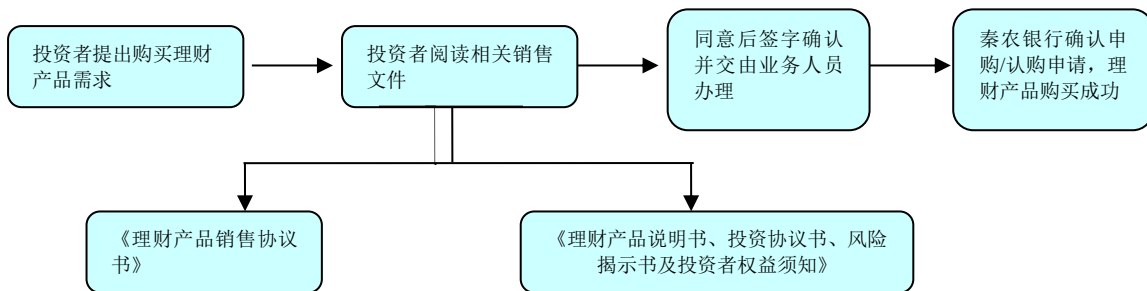 投资者提出购买理财
产品需求
投资者阅读相关销售
文件
同意后签字确认
并交由业务人员
办理
秦农银行确认申
购/认购申请，理
财产品购买成功
《理财产品销售协议
书》
《理财产品说明书、投资协议书、风险
揭示书及投资者权益须知》